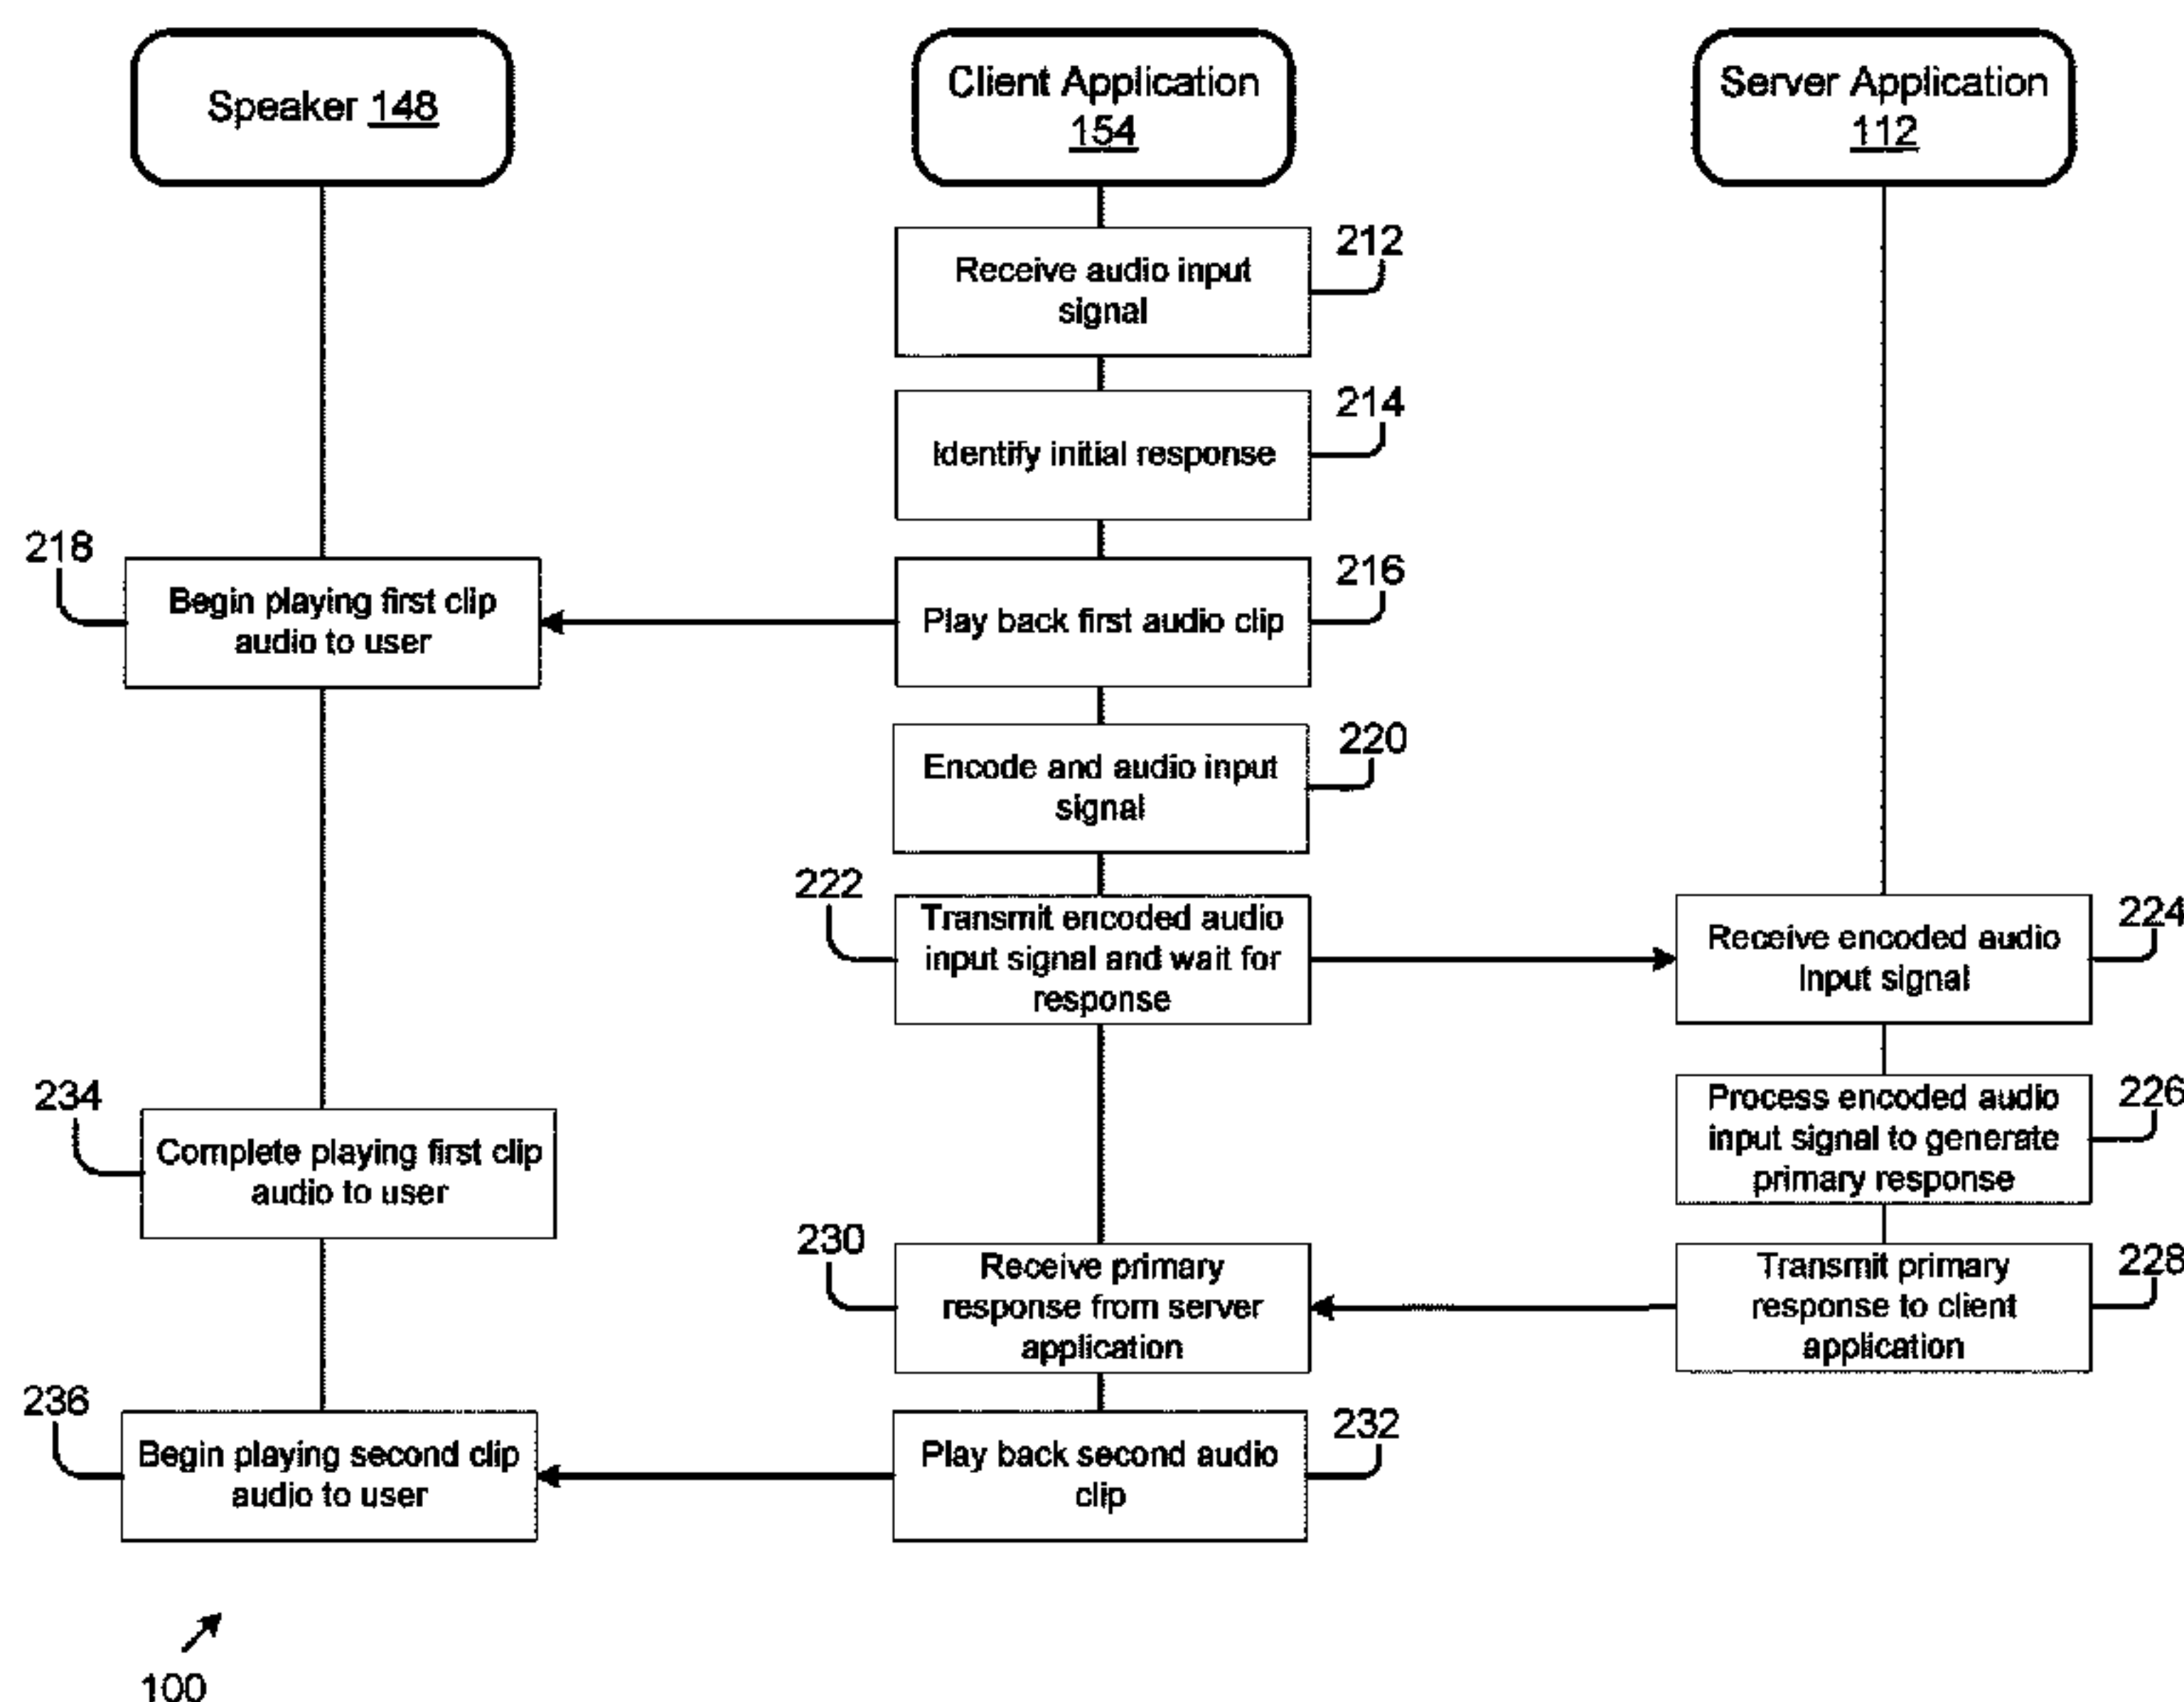 Speaker 148
Client Application
154
Server Application
112
Receive audio input
signal
212
Identify initial response
214
218
Begin playing first clip
audio to user
Play back first audio clip
216
Encode and audio input
signal
220
222
Transmit encoded audio
input signal and wait for
response
Receive encoded audio
Input signal
224
234
Complete playing first clip
audio to user
Process encoded audio
input signal to generate
primary response
226
230
Receive primary
response from server
application
Transmit primary
response to client
application
228
236
Begin playing second clip
audio to user
Play back second audio
clip
232
100